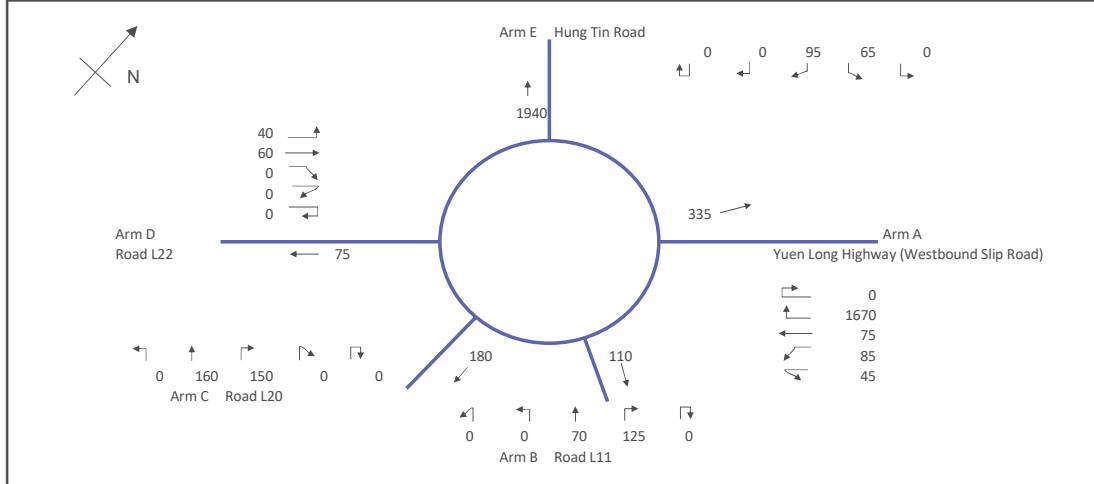 Arm E Hung Tin Road
N
0 0 95 65 0
1940
40
60
0
0
0
335
Arm D
Road L22
75
Arm A
Yuen Long Highway (Westbound Slip Road)
0
1670
75
85
45
180
110
0 160 150 0 0
Arm C Road L20
0 0 70 125 0
Arm B Road L11